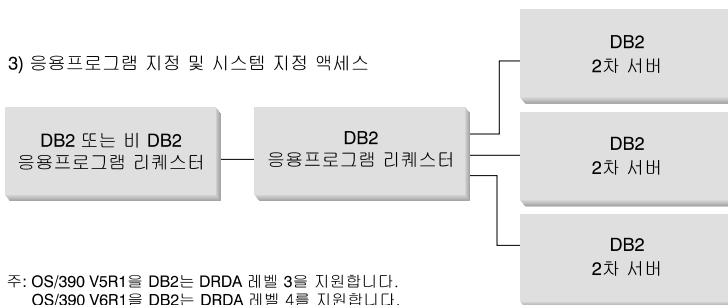 3) 응용프로그램 지정 및 시스템 지정 액세스
DB2 또는 비 DB2
응용프로그램 리퀘스터
DB2
응용프로그램 리퀘스터
DB2
2차 서버
DB2
2차 서버
DB2
2차 서버
주: OS/390 V5R1을 DB2는 DRDA 레벨 3을 지원합니다.
OS/390 V6R1을 DB2는 DRDA 레벨 4를 지원합니다.